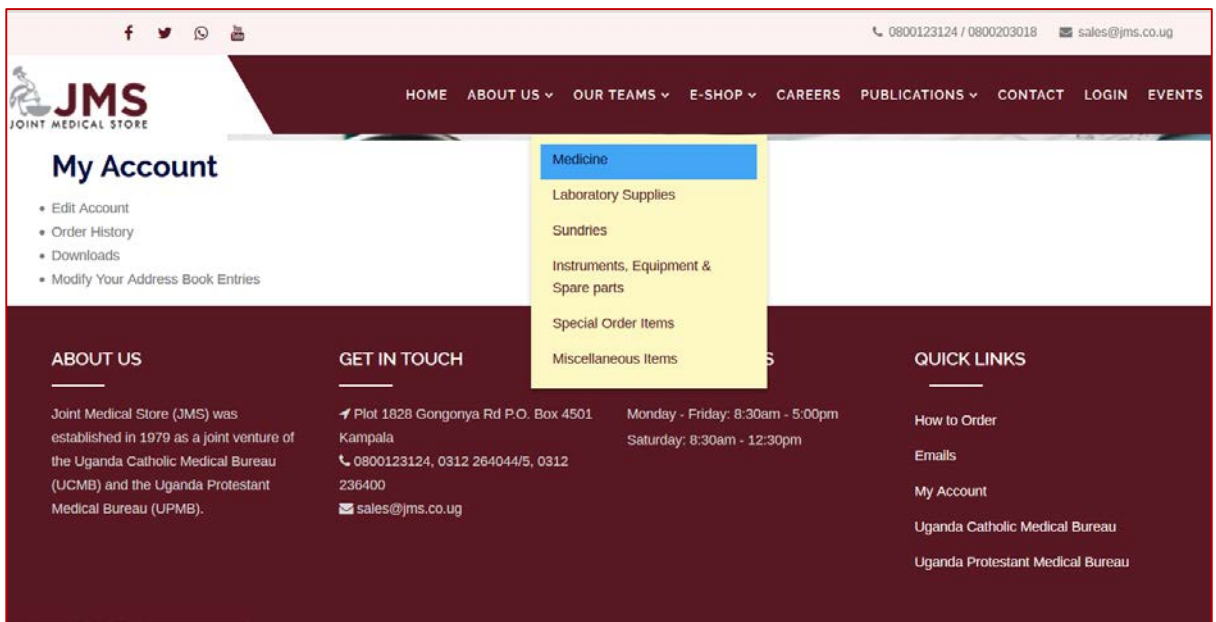 0800123124 / 0800203018
sales@jms.co.ug
JMS
JOINT MEDICAL STORE
HOME ABOUT US OUR TEAMS E-SHOP CAREERS PUBLICATIONS CONTACT LOGIN EVENTS
My Account
Edit Account
Order History
Downloads
Modify Your Address Book Entries
Medicine
Laboratory Supplies
Sundries
Instruments, Equipment &
Spare parts
Special Order Items
Miscellaneous Items
ABOUT US
Joint Medical Store (JMS) was
established in 1979 as a joint venture of
the Uganda Catholic Medical Bureau
(UCMB) and the Uganda Protestant
Medical Bureau (UPMB).
GET IN TOUCH
Plot 1828 Gongonya Rd P.O. Box 4501
Kampala
0800123124, 0312 264044/5, 0312
236400
sales@jms.co.ug
Monday - Friday: 8:30am - 5:00pm
Saturday: 8:30am - 12:30pm
QUICK LINKS
How to Order
Emails
My Account
Uganda Catholic Medical Bureau
Uganda Protestant Medical Bureau